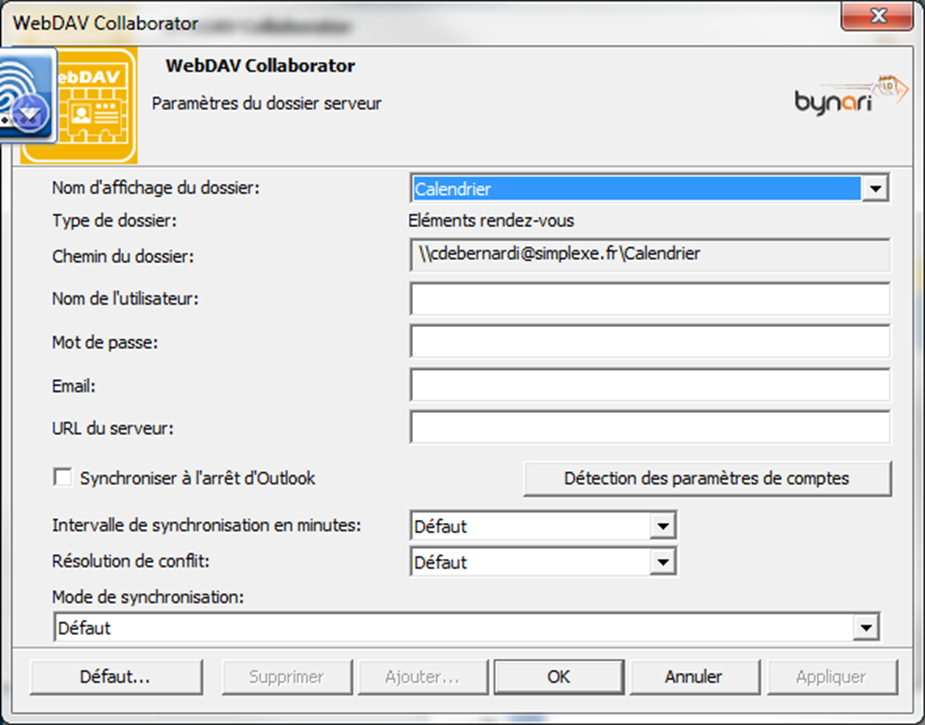 WebDAV Collaborator
ebDAV
WebDAV Collaborator
Paramètres du dossier serveur
bynari
Nom d'affichage du dossier: Calendrier
Type de dossier: Eléments rendez-vous
Chemin du dossier: \\cdebernardi@simplexe.fr\Calendrier
Nom de l'utilisateur:
Mot de passe:
Email:
URL du serveur:
Synchroniser à l'arrêt d'Outlook Détection des paramètres de comptes
Intervalle de synchronisation en minutes: Défaut
Résolution de conflit: Défaut
Mode de synchronisation:
Défaut
Défaut... Supprimer Ajouter... OK Annuler Appliquer